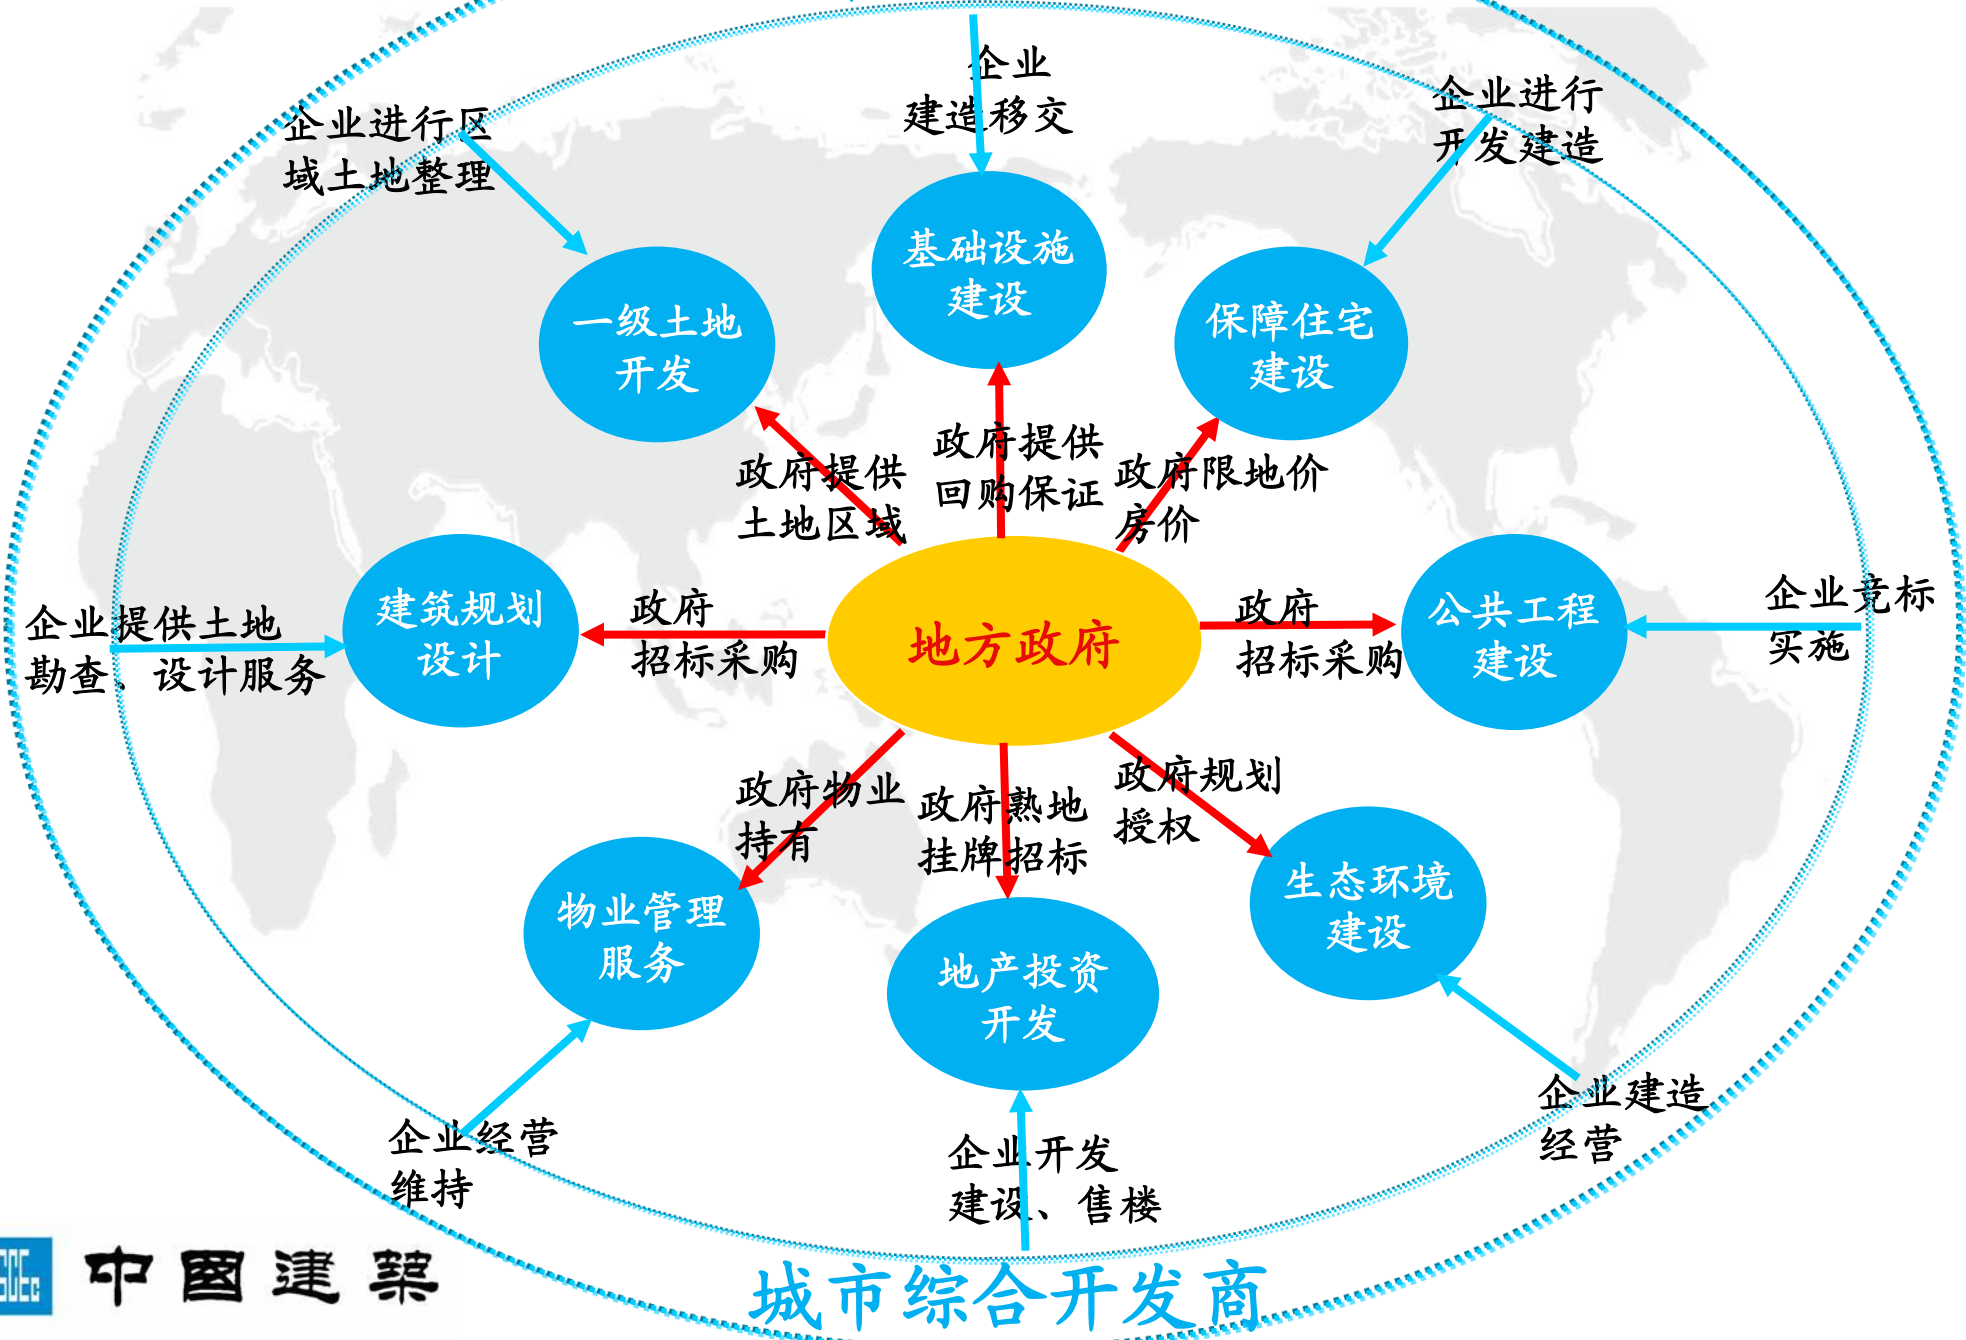 企业
建造移交
企业进行区
域土地整理
企业进行
开发建造
基础设施
建设
一级土地
开发
保障住宅
建设
政府提供
土地区域
政府提供
回购保证
政府限地价
房价
企业提供土地
勘查、设计服务
建筑规划
设计
政府
招标采购
地方政府
政府
招标采购
公共工程
建设
企业竞标
实施
政府物业
持有
政府熟地
挂牌招标
政府规划
授权
物业管理
服务
地产投资
开发
生态环境
建设
企业经营
维持
企业开发
建设、售楼
企业建造
经营
中國建築
城市综合开发商